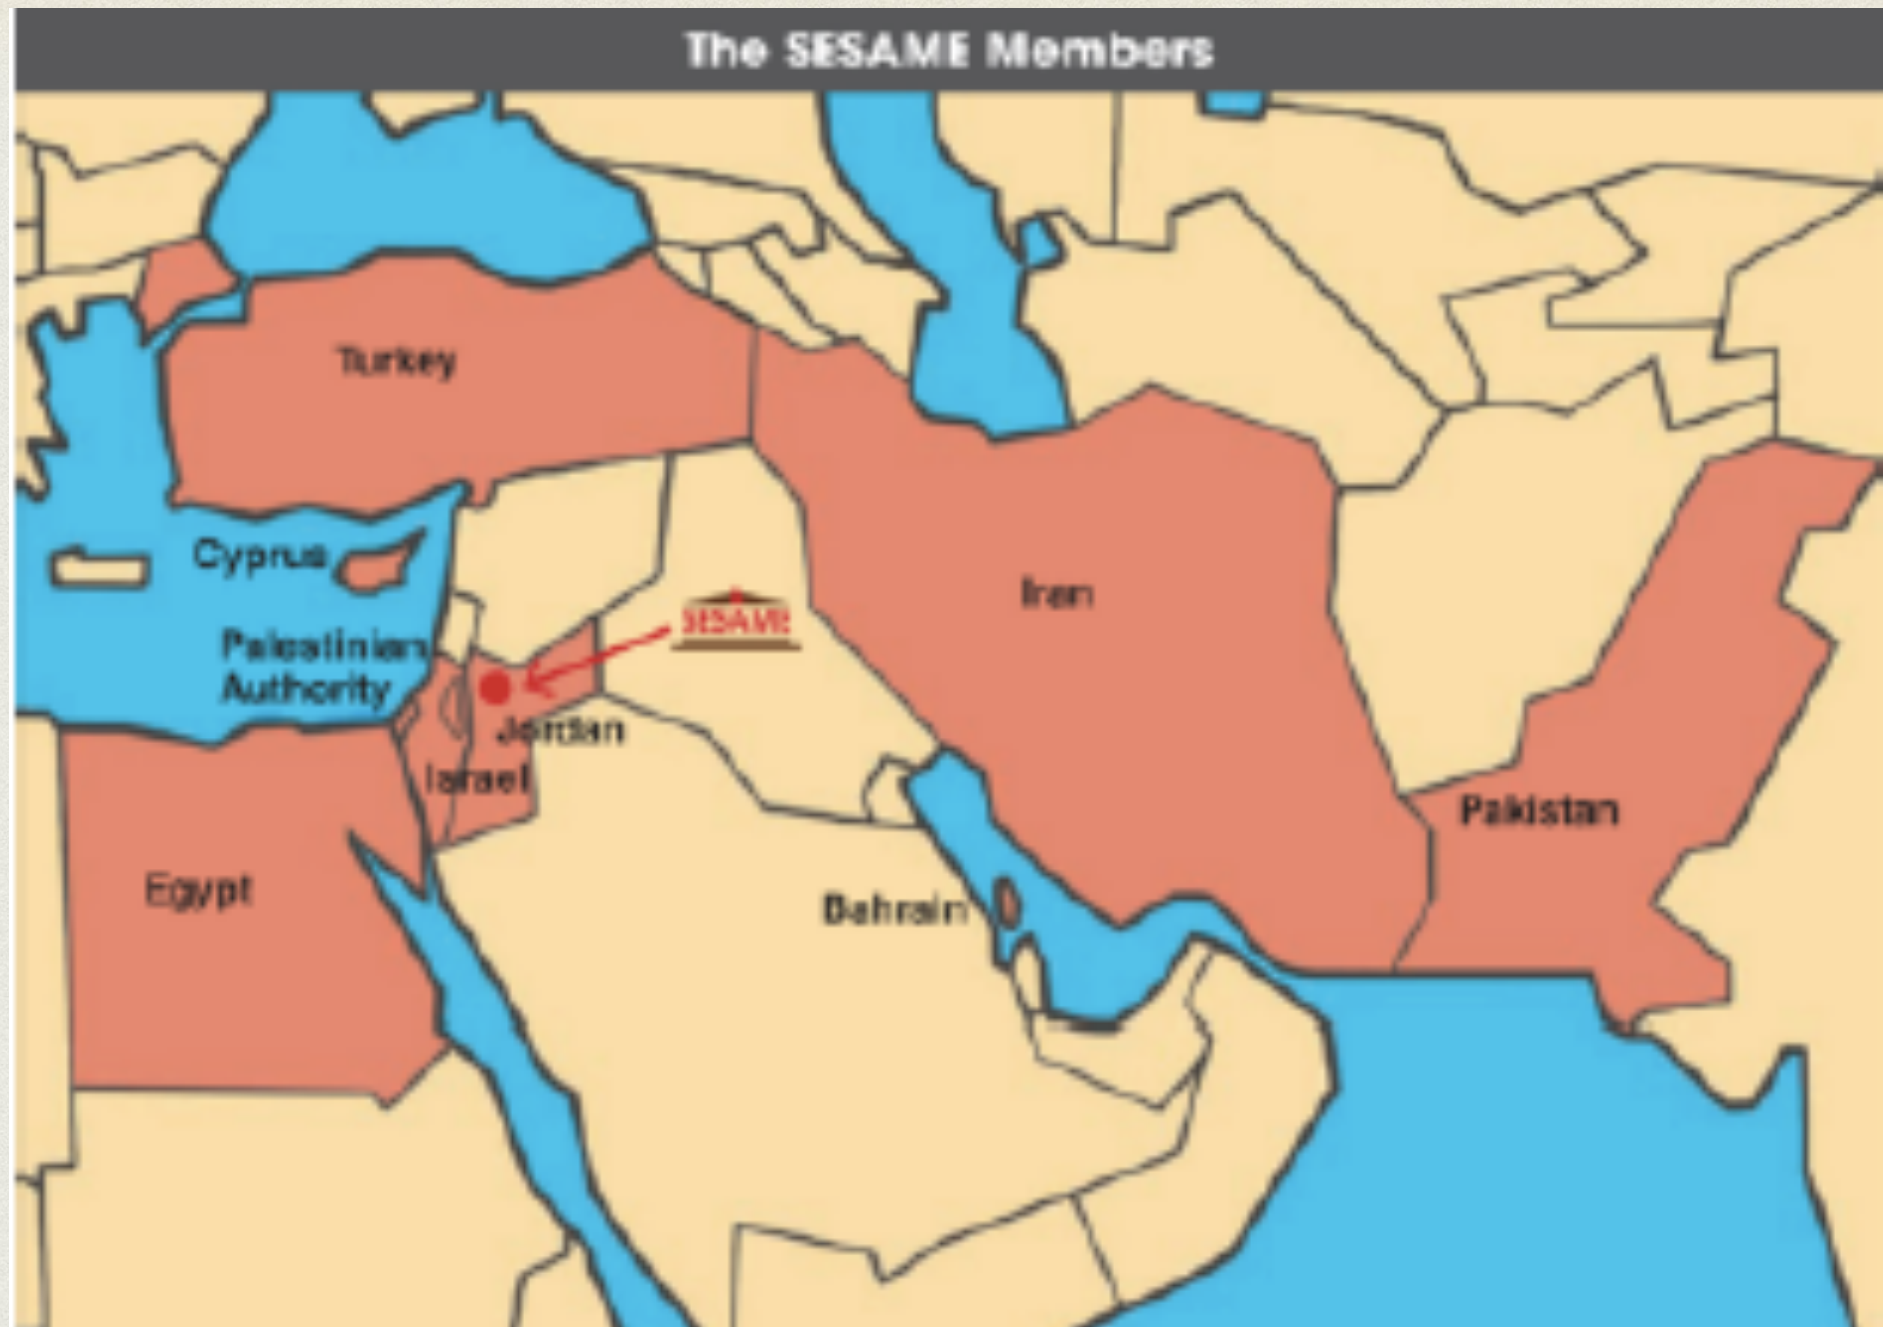 The SESAME Members
Turkey
Cyprus
Iran
SESAME
Palestinian
Authority
Jordan
Israel
Pakistan
Egypt
Bahrain